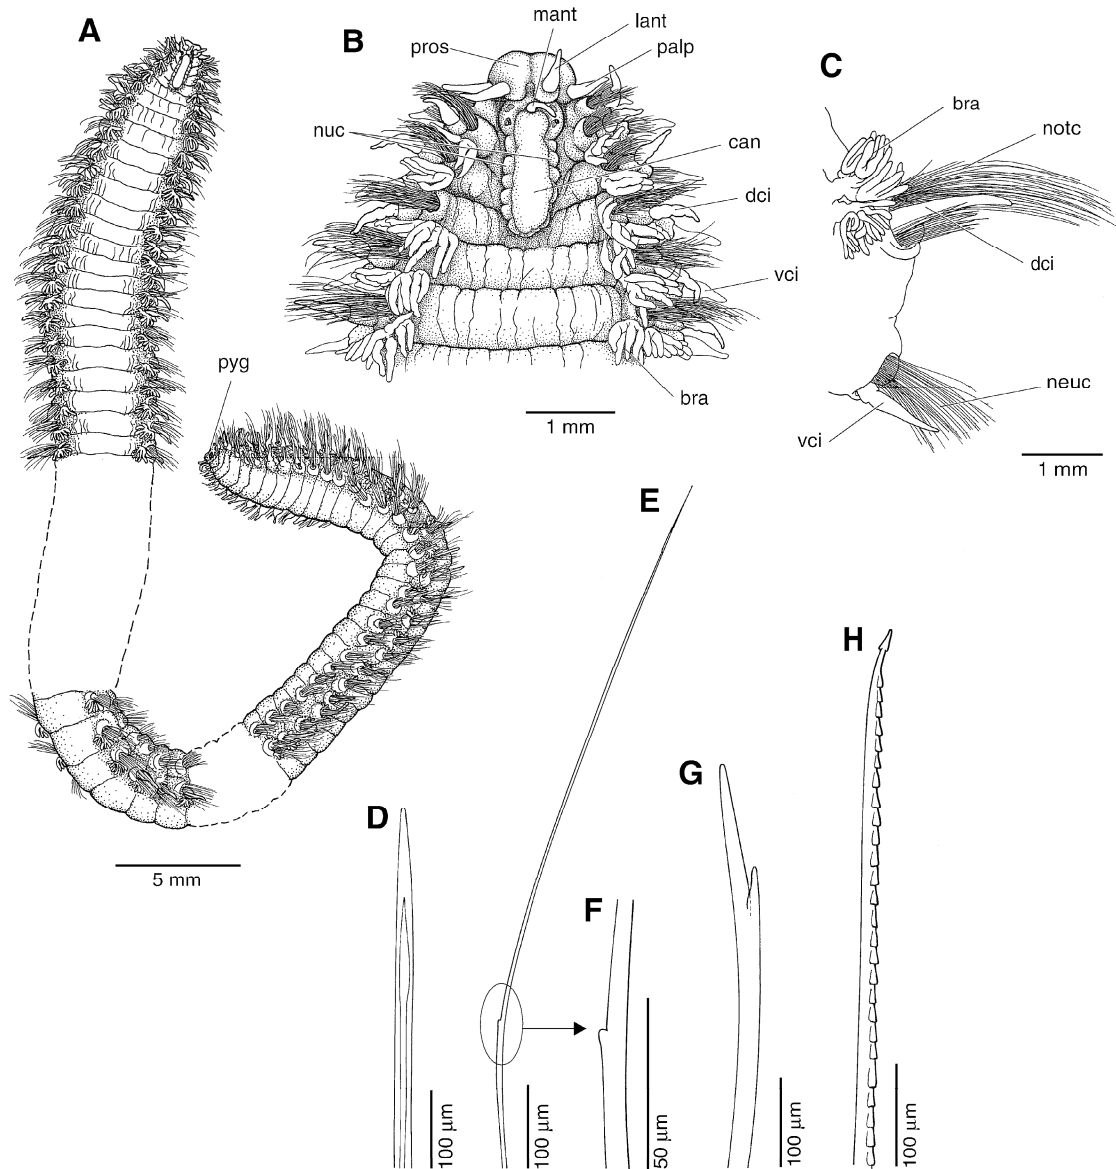 A
B
mant
lant
pros
palp
C
bra
notc
nuc
can
dci
dci
vci
pyg
bra
neuc
1 mm
vci
1 mm
E
H
G
D
5 mm
F
100 µm
100 µm
50 µm
100 µm
100 µm